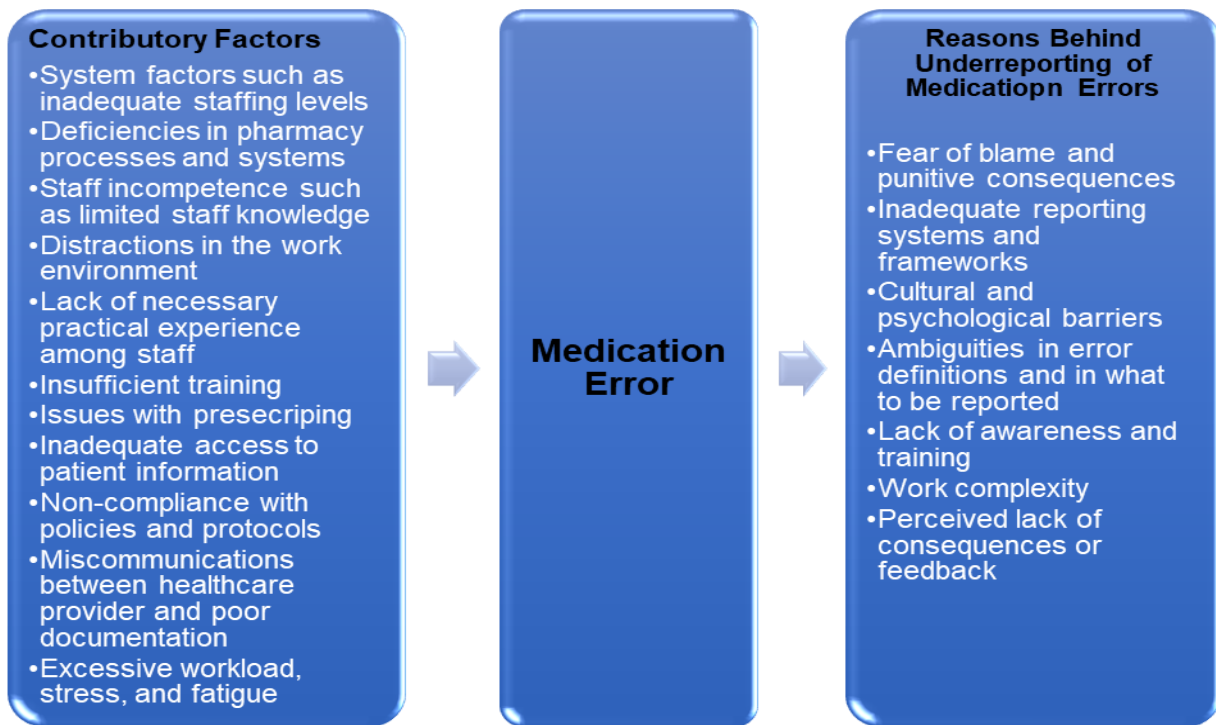 Contributory Factors
•System factors such as
inadequate staffing levels
•Deficiencies in pharmacy
processes and systems
•Staff incompetence such
as limited staff knowledge
•Distractions in the work
environment
•Lack of necessary
practical experience
among staff
•Insufficient training
•Issues with presecriping
•Inadequate access to
patient information
•Non-compliance with
policies and protocols
•Miscommunications
between healthcare
provider and poor
documentation
•Excessive workload,
stress, and fatigue
Medication
Error
Reasons Behind
Underreporting of
Medicatiopn Errors
•Fear of blame and
punitive consequences
•Inadequate reporting
systems and
frameworks
•Cultural and
psychological barriers
•Ambiguities in error
definitions and in what
to be reported
•Lack of awareness and
training
•Work complexity
•Perceived lack of
consequences or
feedback